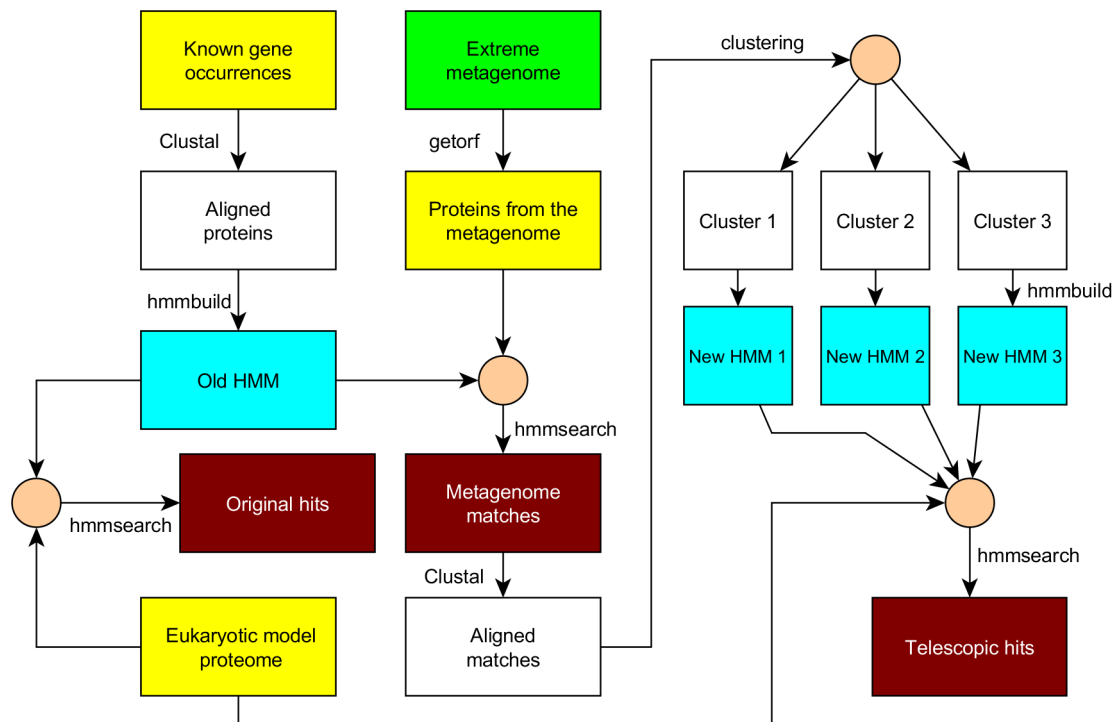 Known gene
occurrences
Extreme
metagenome
clustering
Clustal
getorf
Aligned
proteins
Proteins from the
metagenome
Cluster 1
Cluster 2
Cluster 3
hmmbuild
hmmbuild
Old HMM
New HMM 1
New HMM 2
New HMM 3
hmmsearch
Original hits
hmmsearch
Metagenome
matches
hmmsearch
Clustal
Eukaryotic model
proteome
Aligned
matches
Telescopic hits